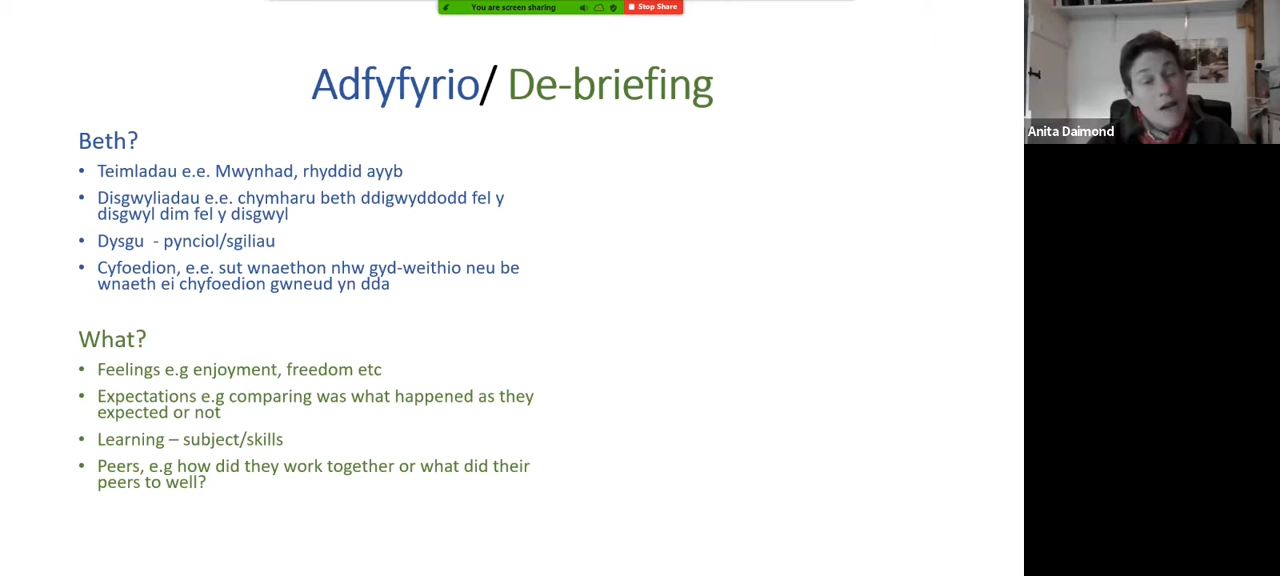 You are screen sharing
Stop Share
Adfyfyrio/ De-briefing
Anita Daimond
Beth?
• Teimladau e.e. Mwynhad, rhyddid ayyb
• Disgwyliadau e.e. chymharu beth ddigwyddodd fel y
disgwyl dim fel y disgwyl
• Dysgu - pynciol/sgiliau
• Cyfoedion, e.e. sut wnaethon nhw gyd-weithio neu be
wnaeth ei chyfoedion gwneud yn dda
What?
• Feelings e.g enjoyment, freedom etc
• Expectations e.g comparing was what happened as they
expected or not
• Learning – subject/skills
• Peers, e.g how did they work together or what did their
peers to well?